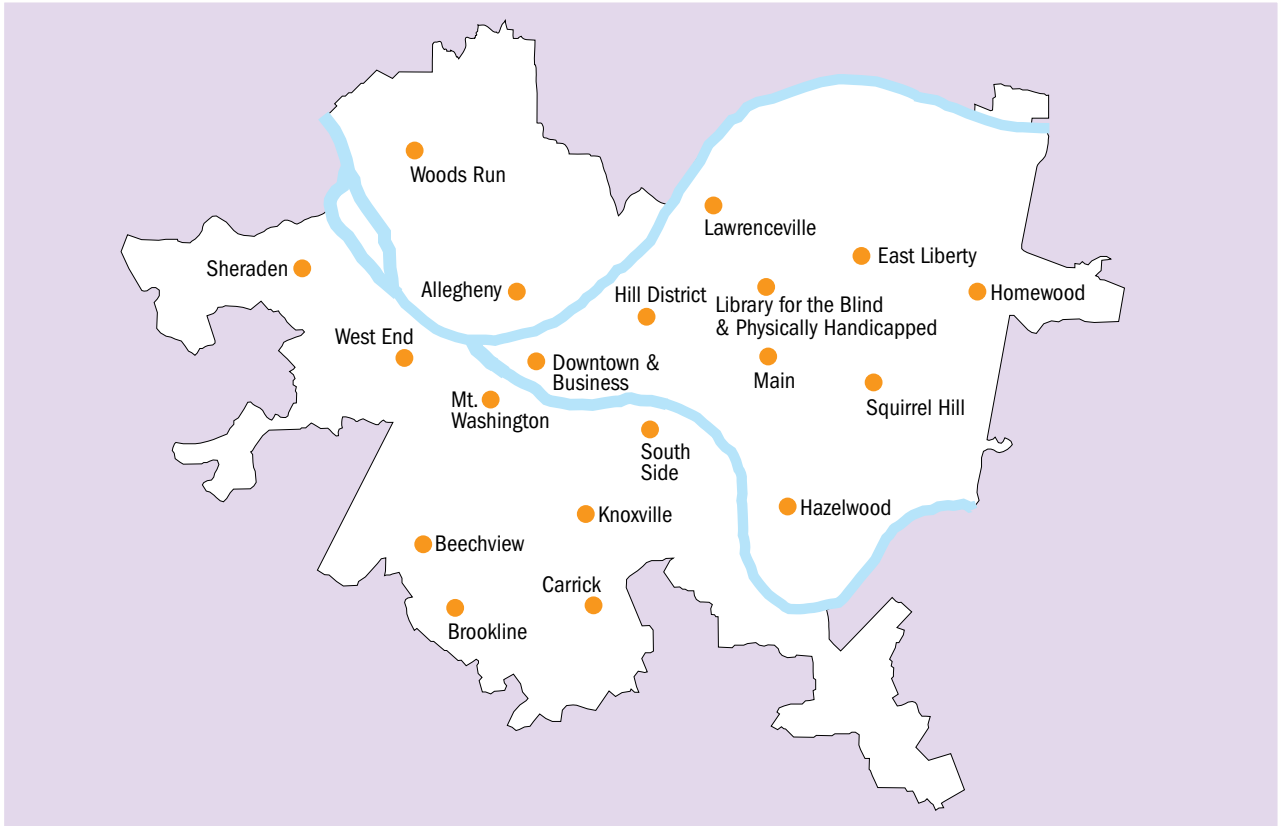 Woods Run
Lawrenceville
East Liberty
Sheraden
Allegheny
Hill District
Homewood
Library for the Blind
& Physically Handicapped
West End
Downtown &
Business
Main
Mt.
Washington
Squirrel Hill
South
Side
Hazelwood
Knoxville
Beechview
Carrick
Brookline